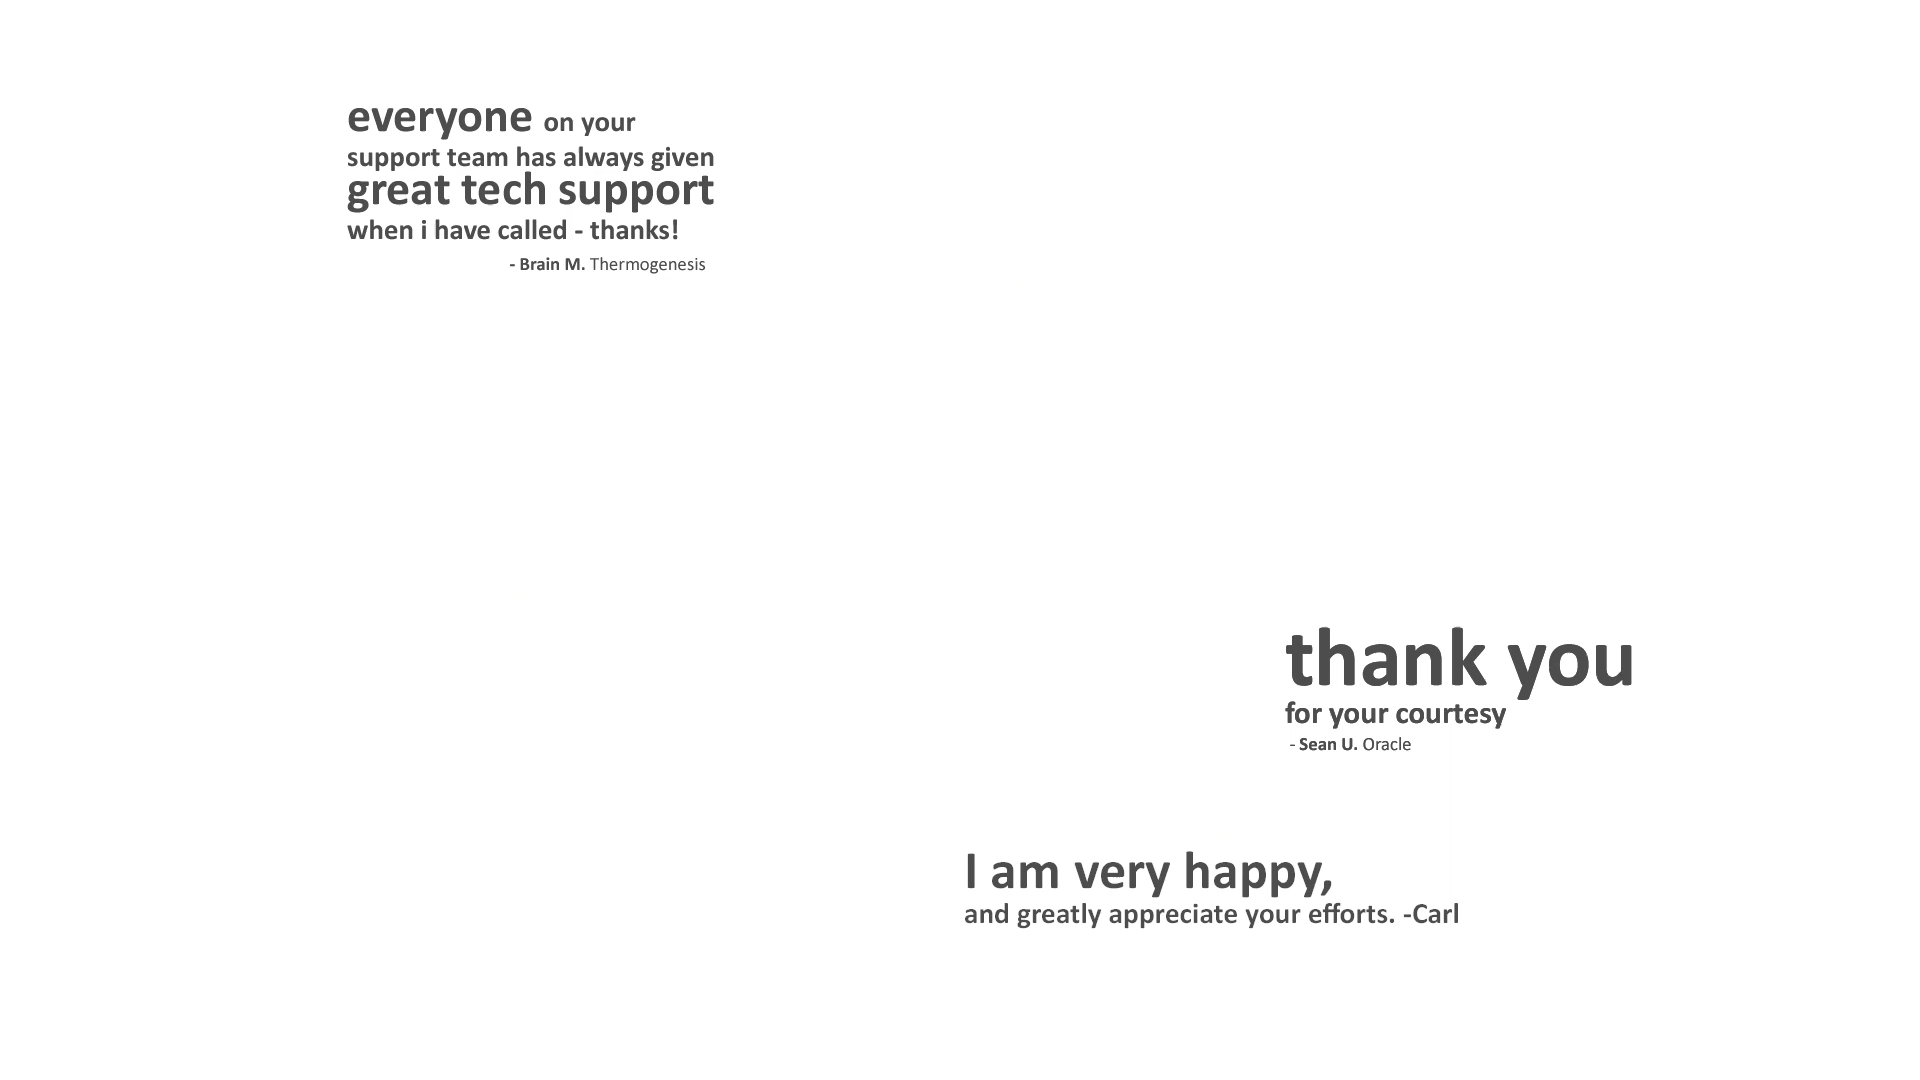 everyone on your
support team has always given
great tech support
when i have called - thanks!
- Brain M. Thermogenesis
thank you
for your courtesy
- Sean U. Oracle
I am very happy,
and greatly appreciate your efforts. -Carl